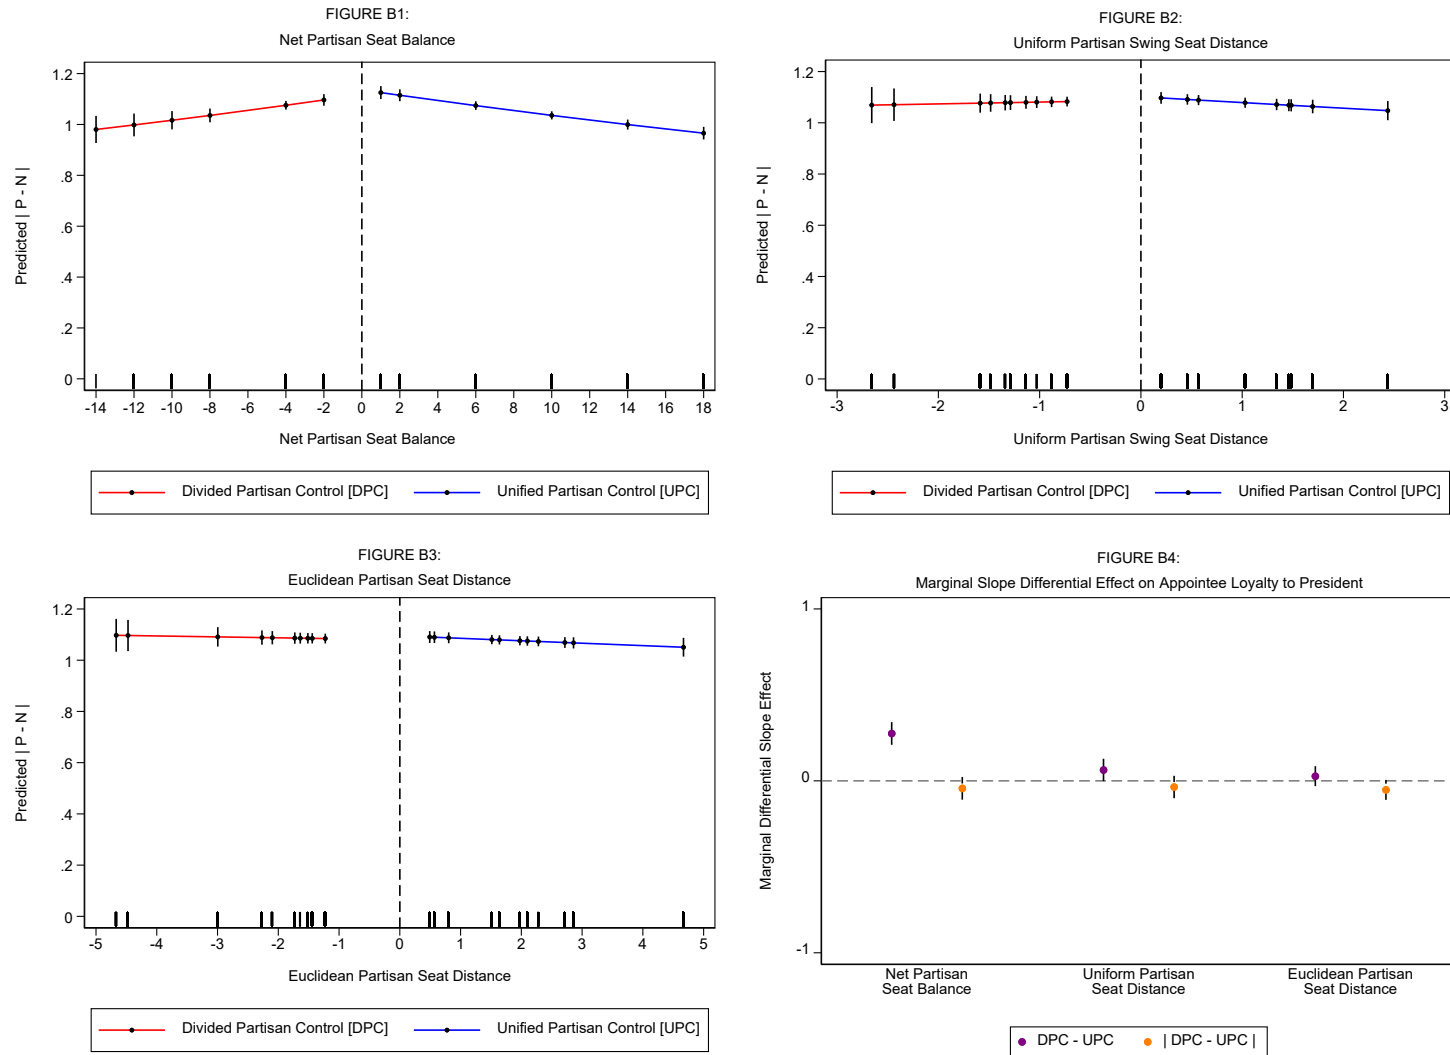 FIGURE B1:
Net Partisan Seat Balance
Predicted | P - N |
1.2
1
.8
.6
.4
.2
0
-14 -12 -10 -8 -6 -4 -2 0 2 4 6 8 10 12 14 16 18
Net Partisan Seat Balance
Divided Partisan Control [DPC] Unified Partisan Control [UPC]
FIGURE B2:
Uniform Partisan Swing Seat Distance
Predicted | P - N |
1.2
1
.8
.6
.4
.2
0
-3 -2 -1 0 1 2 3
Uniform Partisan Swing Seat Distance
Divided Partisan Control [DPC] Unified Partisan Control [UPC]
FIGURE B3:
Euclidean Partisan Seat Distance
Predicted | P - N |
1.2
1
.8
.6
.4
.2
0
-5 -4 -3 -2 -1 0 1 2 3 4 5
Euclidean Partisan Seat Distance
Divided Partisan Control [DPC] Unified Partisan Control [UPC]
FIGURE B4:
Marginal Slope Differential Effect on Appointee Loyalty to President
Marginal Differential Slope Effect
1
0
-1
Net Partisan Uniform Partisan Euclidean Partisan
Seat Balance Seat Distance Seat Distance
DPC - UPC | DPC - UPC |